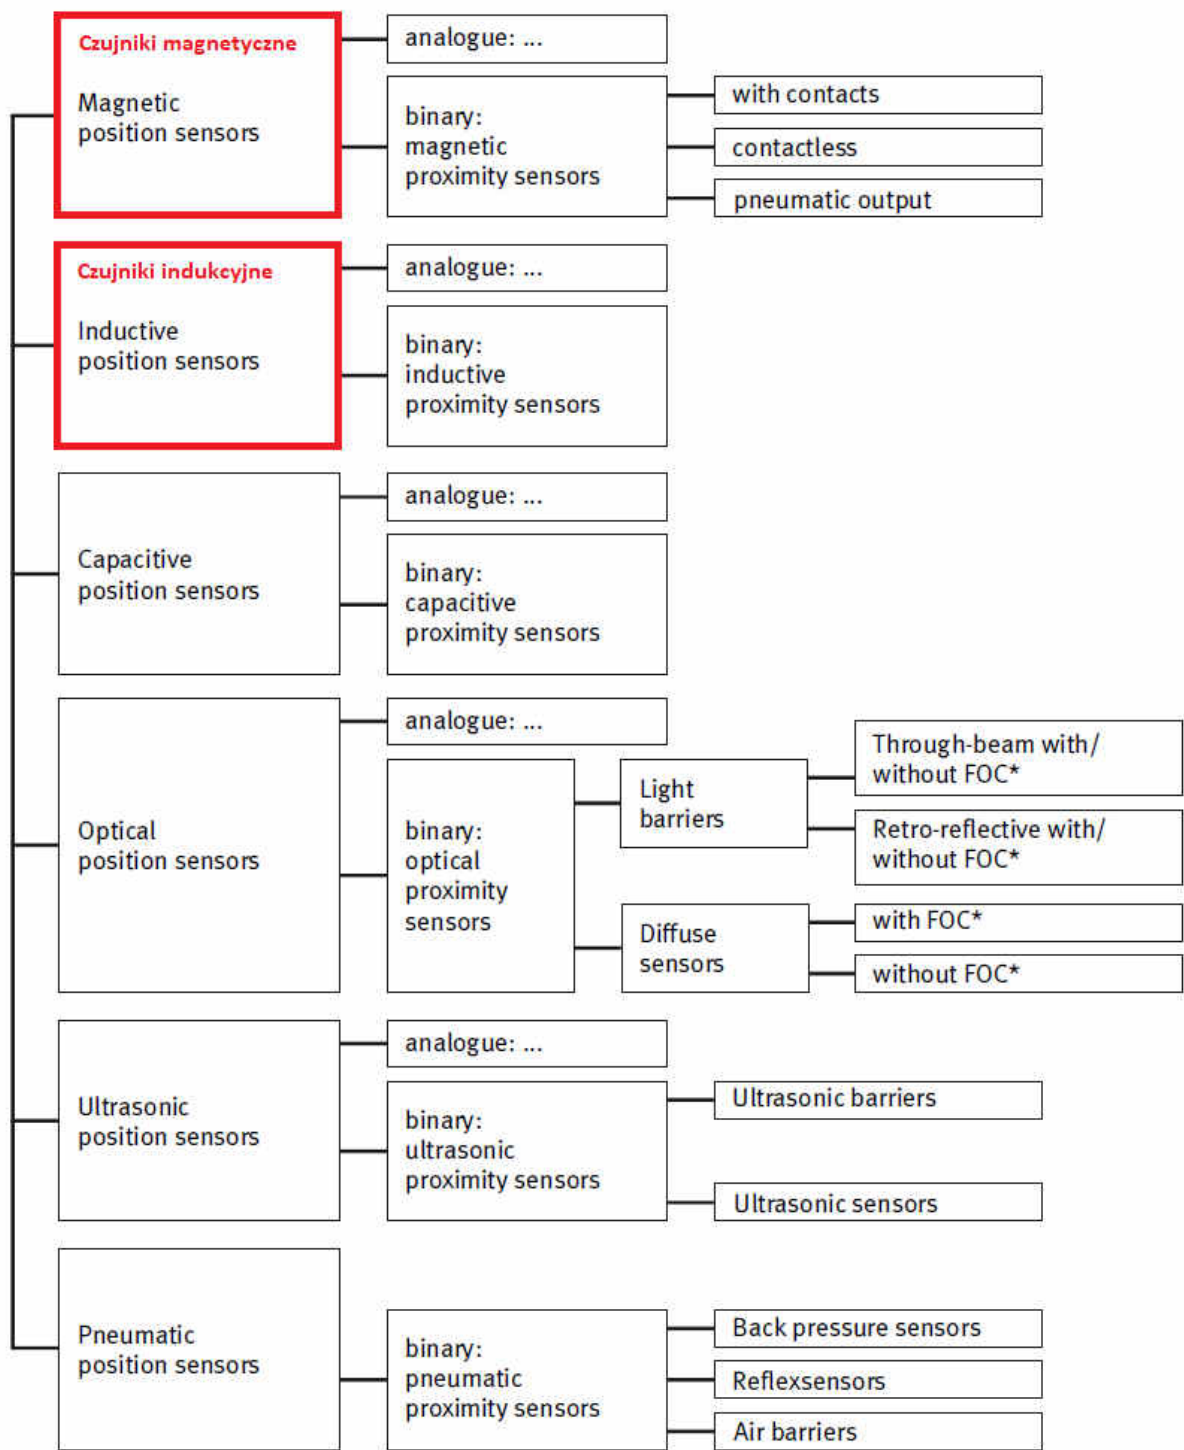 Czujniki magnetyczne
Magnetic
position sensors
analogue: ...
binary:
magnetic
proximity sensors
with contacts
contactless
pneumatic output
Czujniki indukcyjne
Inductive
position sensors
analogue: ...
binary:
inductive
proximity sensors
Capacitive
position sensors
analogue: ...
binary:
capacitive
proximity sensors
Optical
position sensors
analogue: ...
binary:
optical
proximity
sensors
Light
barriers
Through-beam with/
without FOC*
Retro-reflective with/
without FOC*
Diffuse
sensors
with FOC*
without FOC*
Ultrasonic
position sensors
analogue: ...
binary:
ultrasonic
proximity sensors
Ultrasonic barriers
Ultrasonic sensors
Pneumatic
position sensors
binary:
pneumatic
proximity sensors
Back pressure sensors
Reflexsensors
Air barriers